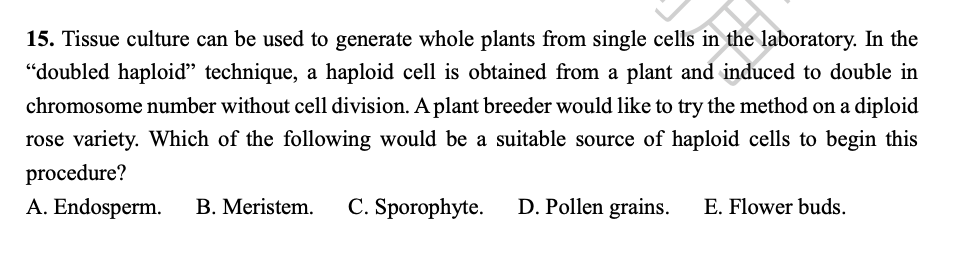 15. Tissue culture can be used to generate whole plants from single cells in the laboratory. In the
“doubled haploid” technique, a haploid cell is obtained from a plant and induced to double in
chromosome number without cell division. A plant breeder would like to try the method on a diploid
rose variety. Which of the following would be a suitable source of haploid cells to begin this
procedure?
A. Endosperm. B. Meristem. C. Sporophyte. D. Pollen grains. E. Flower buds.